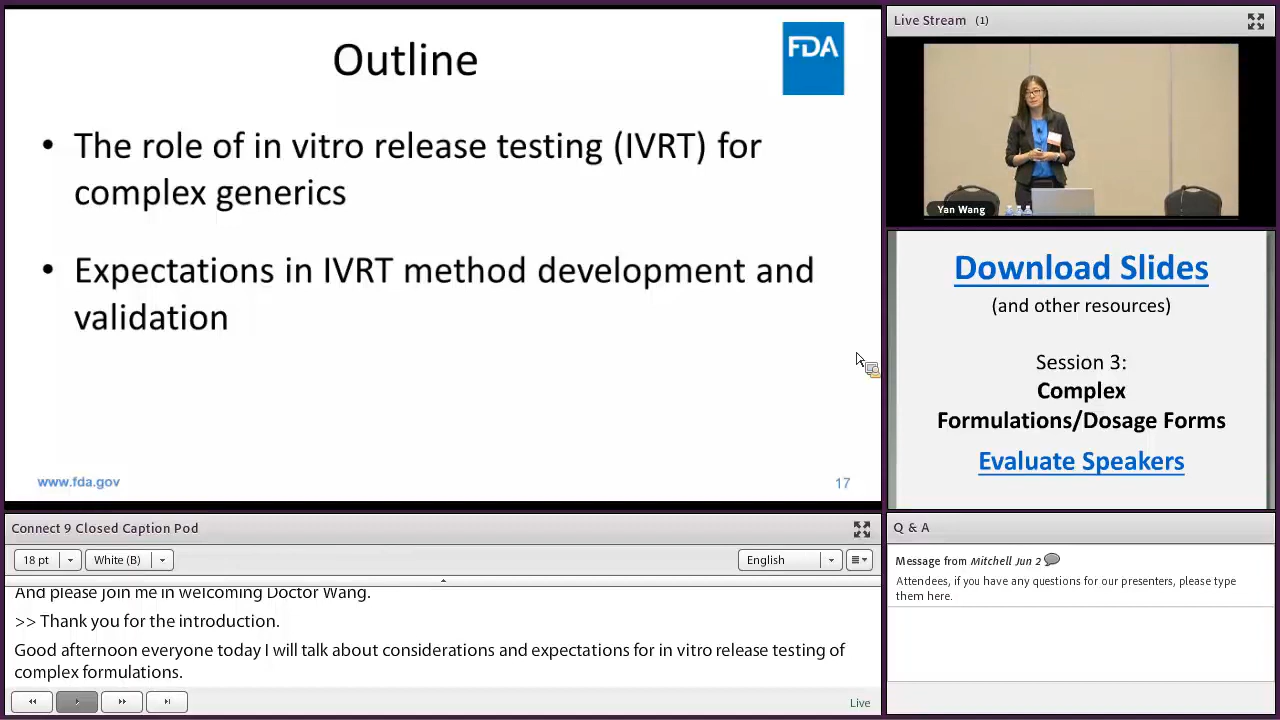 Outline
FDA
• The role of in vitro release testing (IVRT) for
complex generics
• Expectations in IVRT method development and
validation
www.fda.gov
17
Live Stream (1)
Yan Wang
Download Slides
(and other resources)
Session 3:
Complex
Formulations/Dosage Forms
Evaluate Speakers
Connect 9 Closed Caption Pod
18 pt
White (B)
English
And please join me in welcoming Doctor Wang.
>> Thank you for the introduction.
Good afternoon everyone today I will talk about considerations and expectations for in vitro release testing of
complex formulations.
Live
Q & A
Message from Mitchell Jun 2
Attendees, if you have any questions for our presenters, please type
them here.